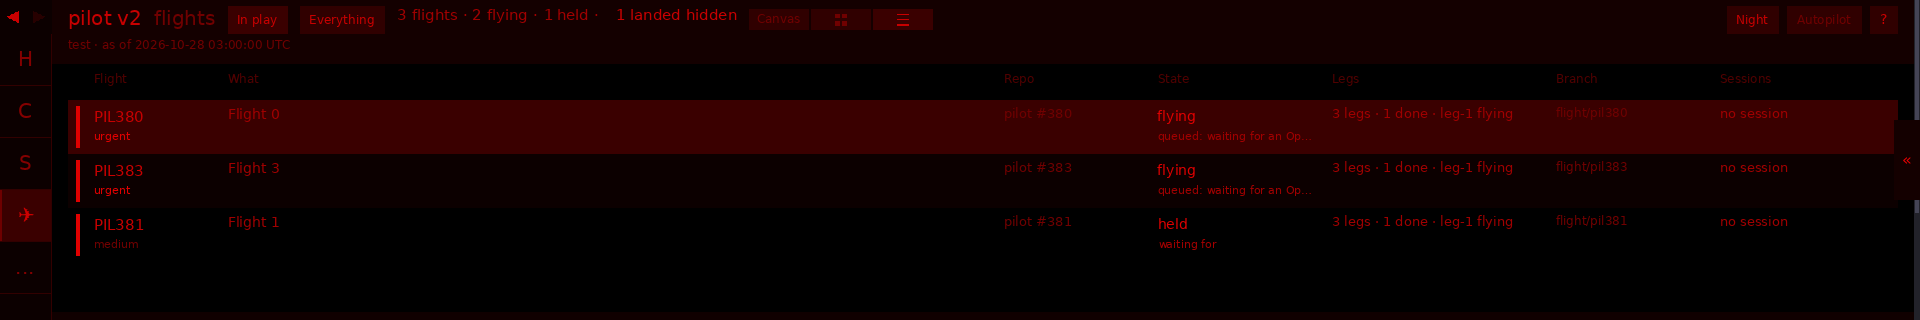 ◀ ▶ pilot v2 flights In play Everything 3 flights · 2 flying · 1 held · 1 landed hidden Canvas Night Autopilot ?
test · as of 2026-10-28 03:00:00 UTC
H
C
S
✈
...
Flight What Repo State Legs Branch Sessions
PIL380 Flight 0 pilot #380 flying 3 legs · 1 done · leg-1 flying flight/pil380 no session
urgent queued: waiting for an Op...
«
PIL383 Flight 3 pilot #383 flying 3 legs · 1 done · leg-1 flying flight/pil383 no session
urgent queued: waiting for an Op...
PIL381 Flight 1 pilot #381 held 3 legs · 1 done · leg-1 flying flight/pil381 no session
medium waiting for